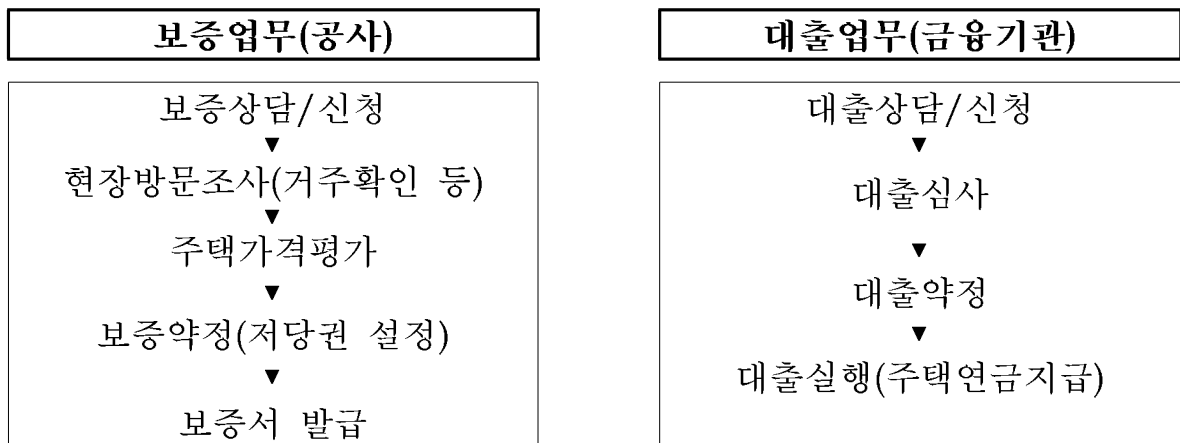 보증업무(공사)
보증상담/신청
▼
현장방문조사(거주확인 등)
▼
주택가격평가
▼
보증약정(저당권 설정)
▼
보증서 발급
대출업무(금융기관)
대출상담/신청
▼
대출심사
▼
대출약정
▼
대출실행(주택연금지급)